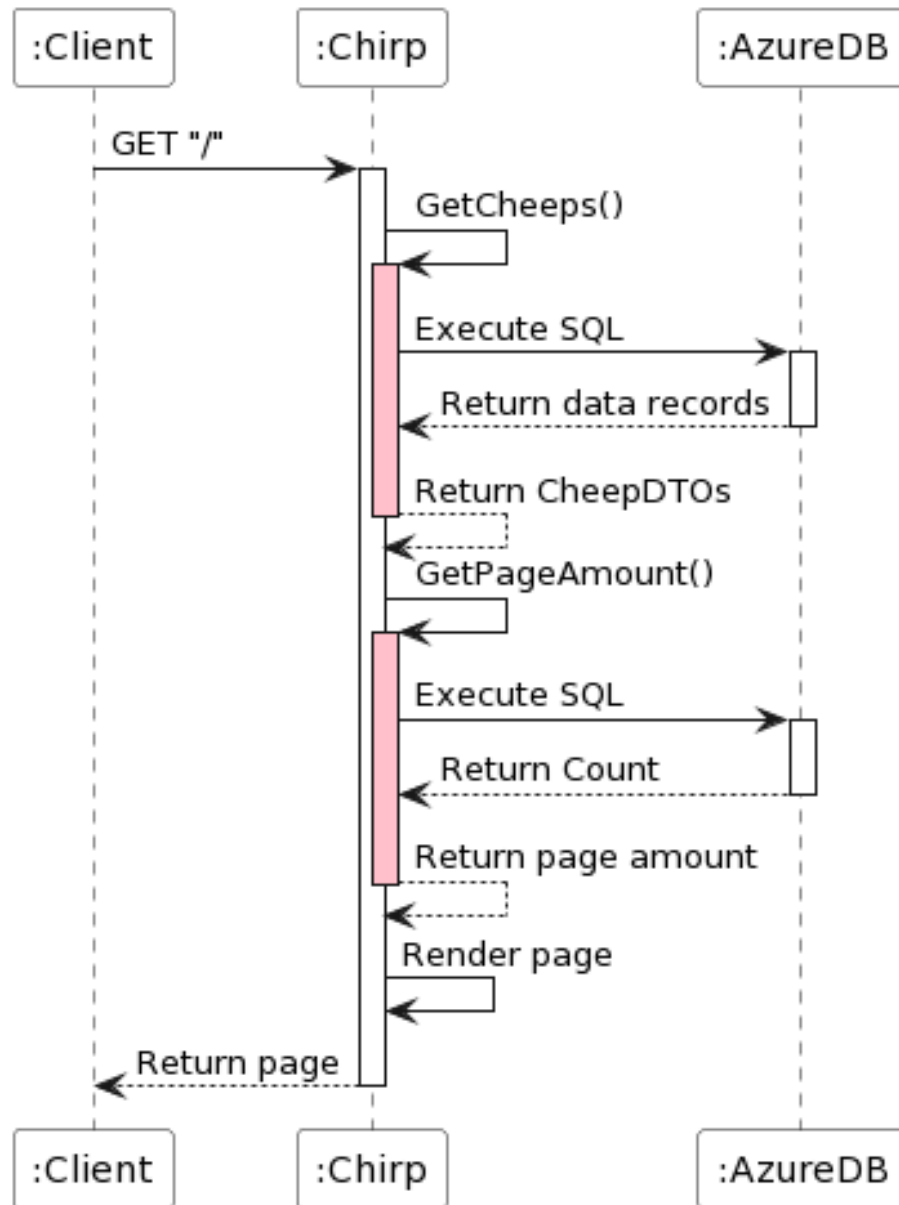 :Client
:Chirp
:AzureDB
GET "/"
GetCheeps()
Execute SQL
Return data records
Return CheepDTOs
GetPageAmount()
Execute SQL
Return Count
Return page amount
Render page
Return page
:Client
:Chirp
:AzureDB